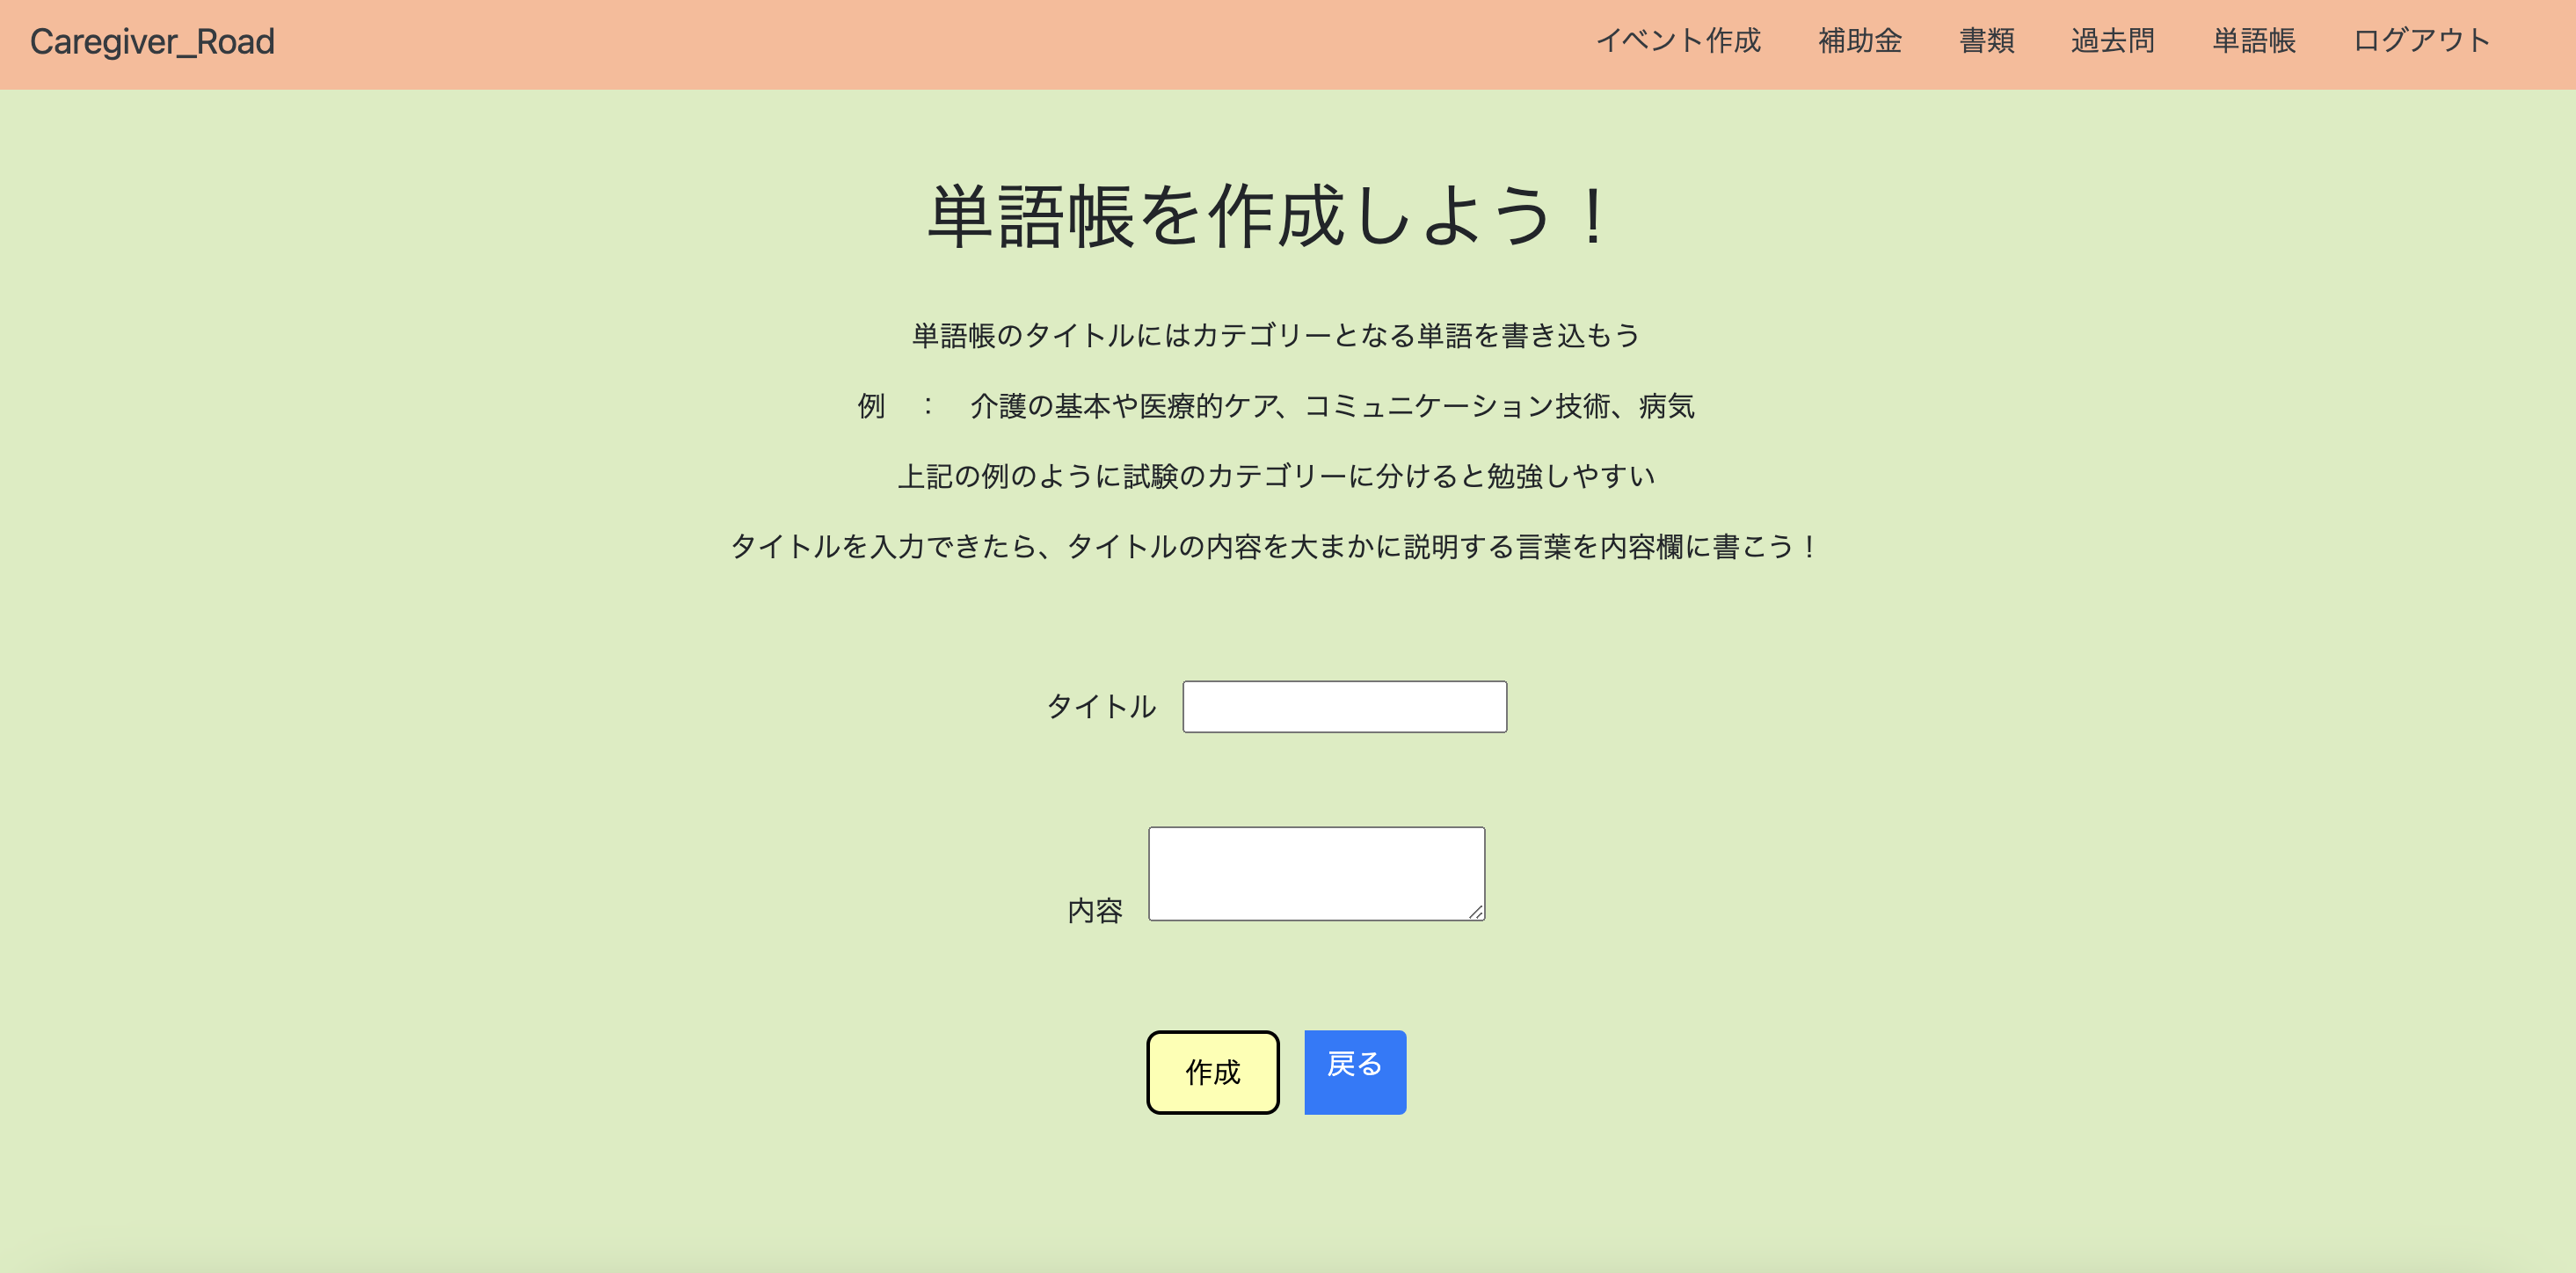 Caregiver_Road
イベント作成 補助金 書類 過去問 単語帳 ログアウト
単語帳を作成しよう！
単語帳のタイトルにはカテゴリーとなる単語を書き込もう
例　：　介護の基本や医療的ケア、コミュニケーション技術、病気
上記の例のように試験のカテゴリーに分けると勉強しやすい
タイトルを入力できたら、タイトルの内容を大まかに説明する言葉を内容欄に書こう！
タイトル
内容
作成 戻る